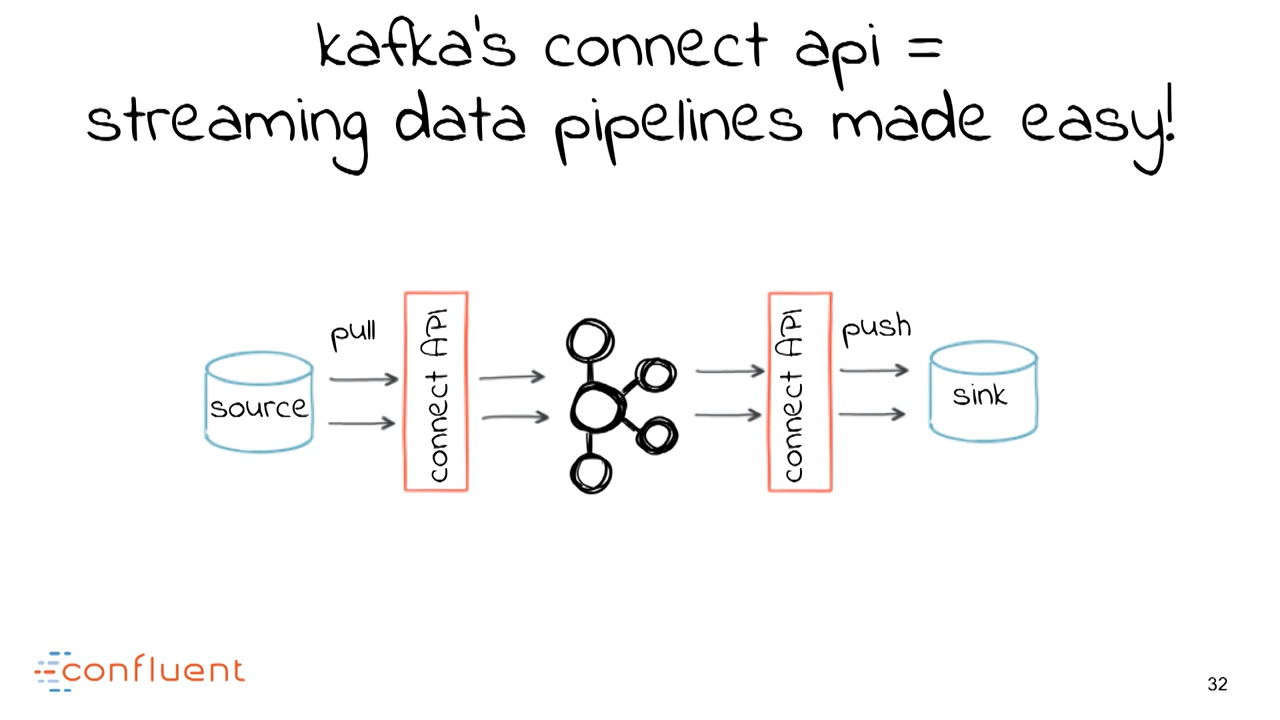 kafka's connect api =
streaming data pipelines made easy!
pull
connect API
connect API
push
source
sink
confluent
32